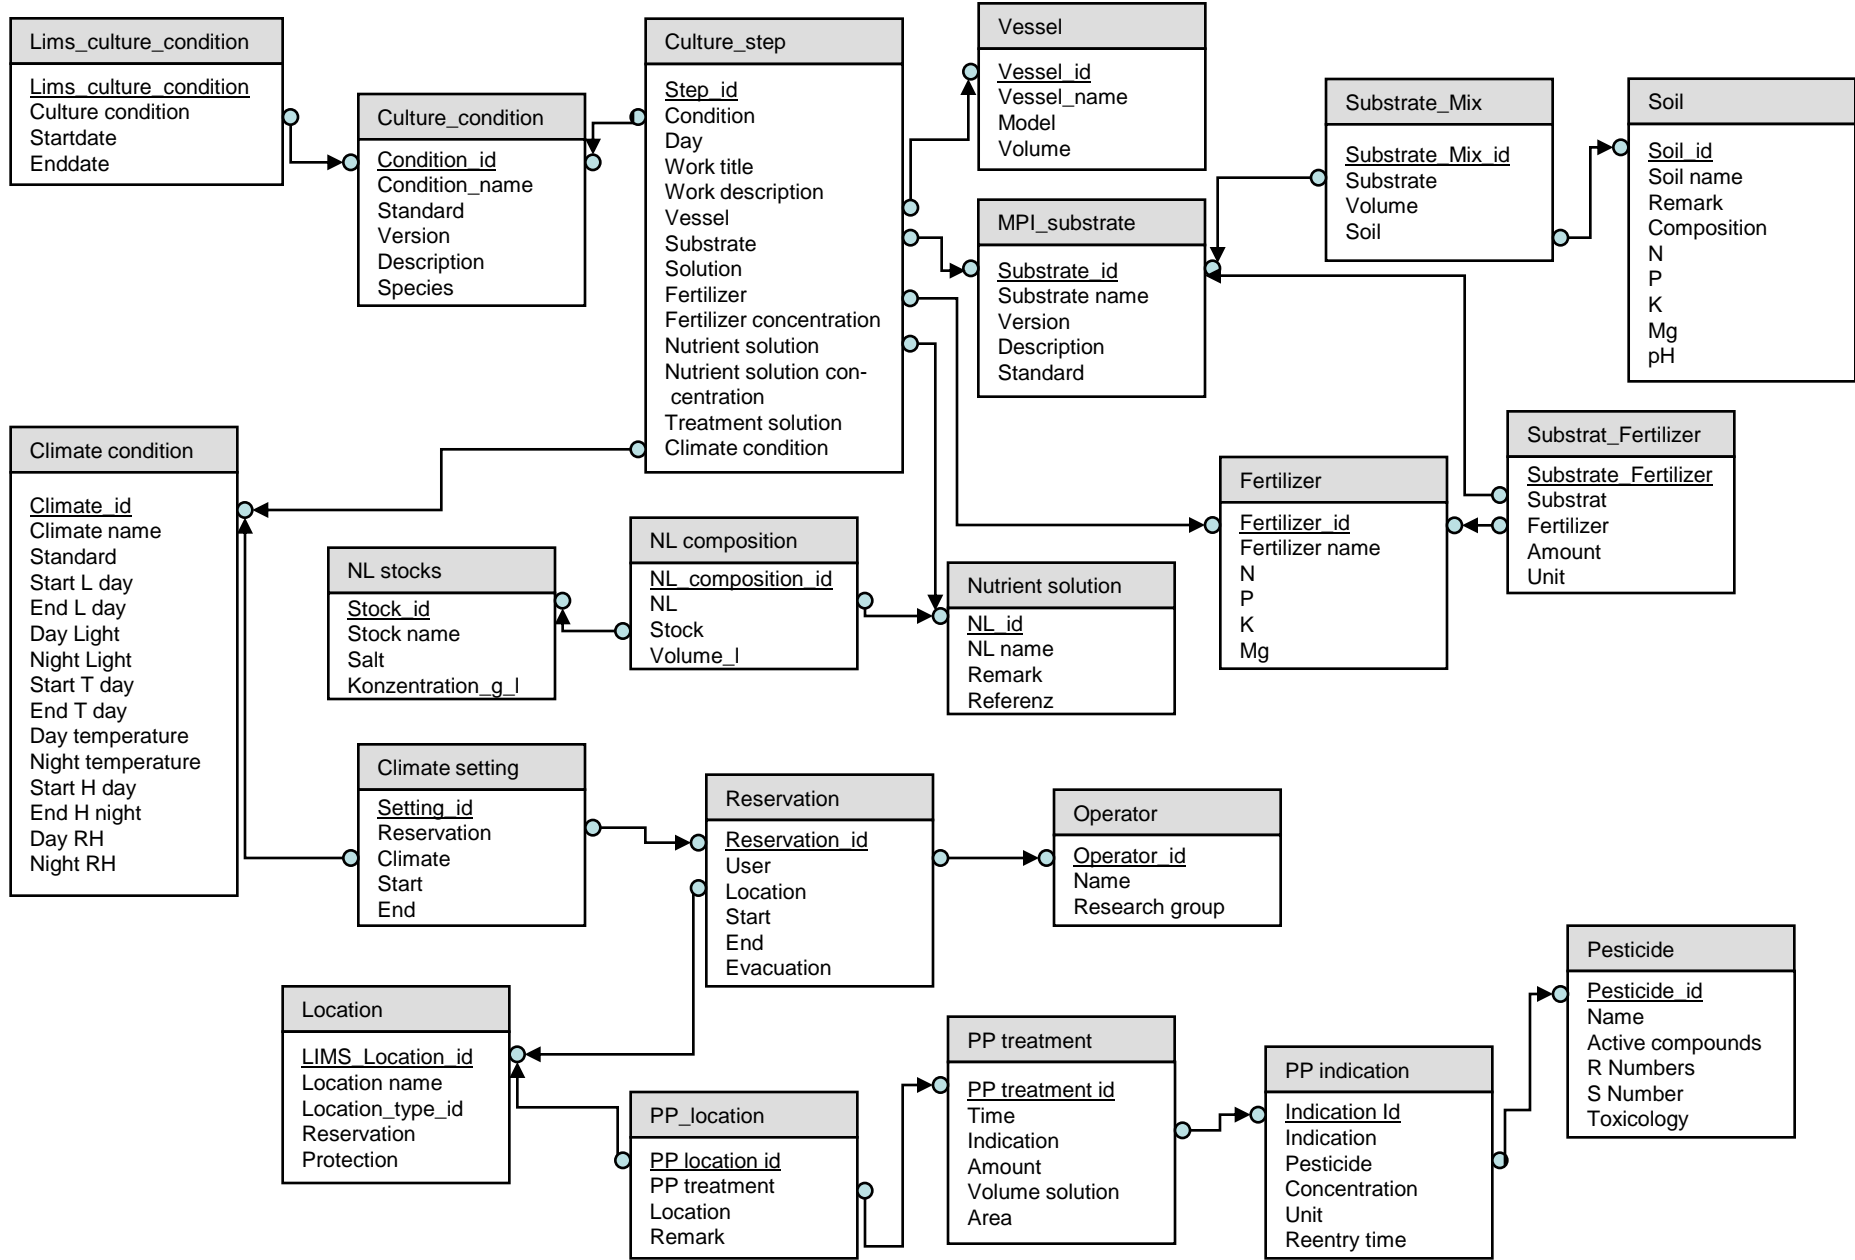 Lims_culture_condition
Lims_culture_condition
Culture condition
Startdate
Enddate
Culture_condition
Condition_id
Condition_name
Standard
Version
Description
Species
Culture_step
Step_id
Condition
Day
Work title
Work description
Vessel
Substrate
Solution
Fertilizer
Fertilizer concentration
Nutrient solution
Nutrient solution con-
centration
Treatment solution
Climate condition
Vessel
Vessel_id
Vessel_name
Model
Volume
MPI_substrate
Substrate_id
Substrate name
Version
Description
Standard
Substrate_Mix
Substrate_Mix_id
Substrate
Volume
Soil
Soil
Soil_id
Soil name
Remark
Composition
N
P
K
Mg
pH
Substrat_Fertilizer
Substrate_Fertilizer
Substrat
Fertilizer
Amount
Unit
Fertilizer
Fertilizer_id
Fertilizer name
N
P
K
Mg
Climate condition
Climate_id
Climate name
Standard
Start L day
End L day
Day Light
Night Light
Start T day
End T day
Day temperature
Night temperature
Start H day
End H night
Day RH
Night RH
NL stocks
Stock_id
Stock name
Salt
Konzentration_g_l
NL composition
NL_composition_id
NL
Stock
Volume_l
Nutrient solution
NL_id
NL name
Remark
Referenz
Climate setting
Setting_id
Reservation
Climate
Start
End
Reservation
Reservation_id
User
Location
Start
End
Evacuation
Operator
Operator_id
Name
Research group
Location
LIMS_Location_id
Location name
Location_type_id
Reservation
Protection
PP_location
PP location id
PP treatment
Location
Remark
PP treatment
PP treatment id
Time
Indication
Amount
Volume solution
Area
PP indication
Indication Id
Indication
Pesticide
Concentration
Unit
Reentry time
Pesticide
Pesticide_id
Name
Active compounds
R Numbers
S Number
Toxicology